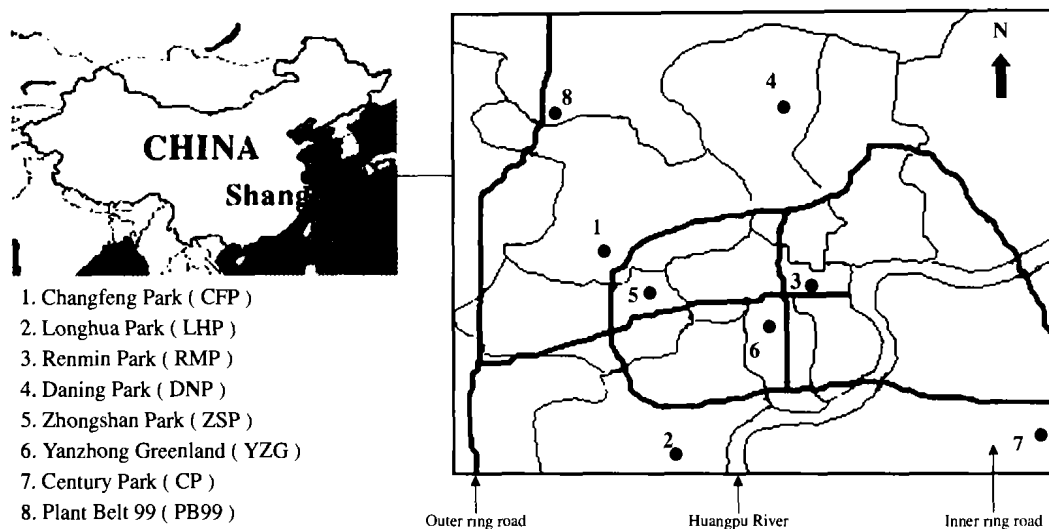 CHINA
Shang
1. Changfeng Park ( CFP )
2. Longhua Park ( LHP )
3. Renmin Park ( RMP )
4. Daning Park ( DNP )
5. Zhongshan Park ( ZSP )
6. Yanzhong Greenland ( YZG )
7. Century Park ( CP )
8. Plant Belt 99 ( PB99 )
N
8
4
1
5
3
6
2
7
Outer ring road
Huangpu River
Inner ring road